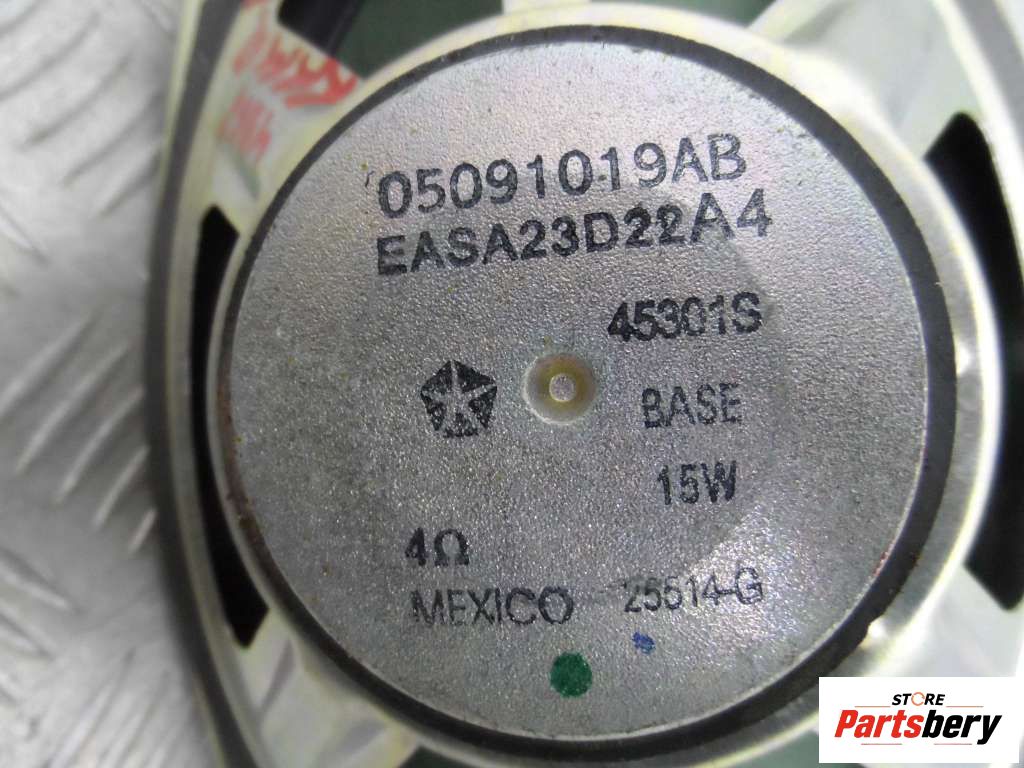 05091019AB
EASA23D22A4
45301S
BASE
15W
4Ω
MEXICO 25514-G
STORE
Partsbery